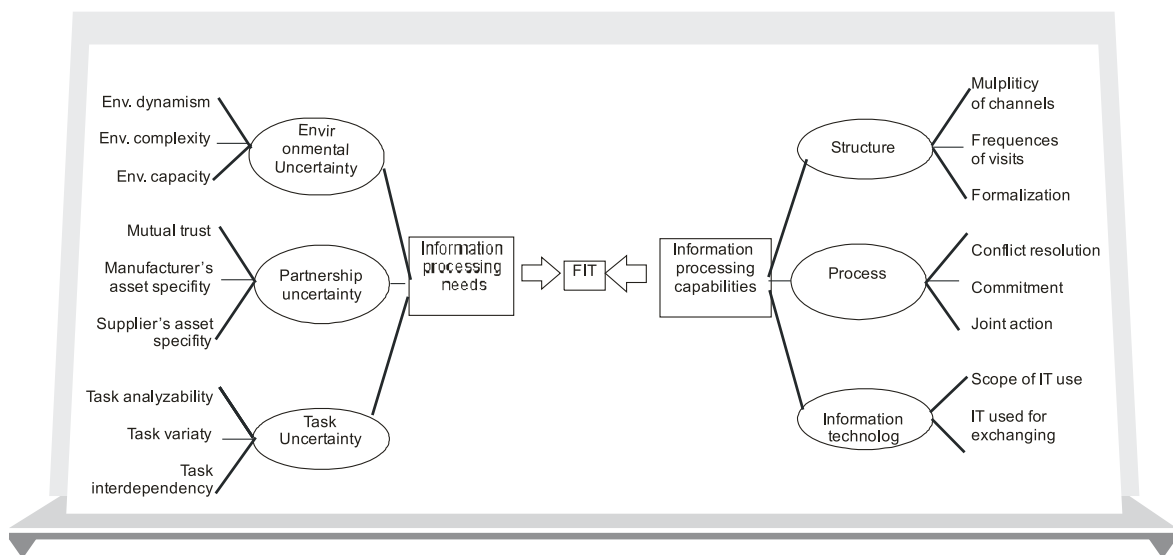 Env. dynamism
Env. complexity
Env. capacity
Envir
onmental
Uncertainty
Mutual trust
Manufacturer's
asset specifity
Supplier's asset
specifity
Partnership
uncertainty
Task analyzability
Task variaty
Task
interdependency
Task
Uncertainty
Information
processing
needs
FIT
Information
processing
capabilities
Structure
Mulpliticy
of channels
Frequences
of visits
Formalization
Process
Conflict resolution
Commitment
Joint action
Information
technolog
Scope of IT use
IT used for
exchanging